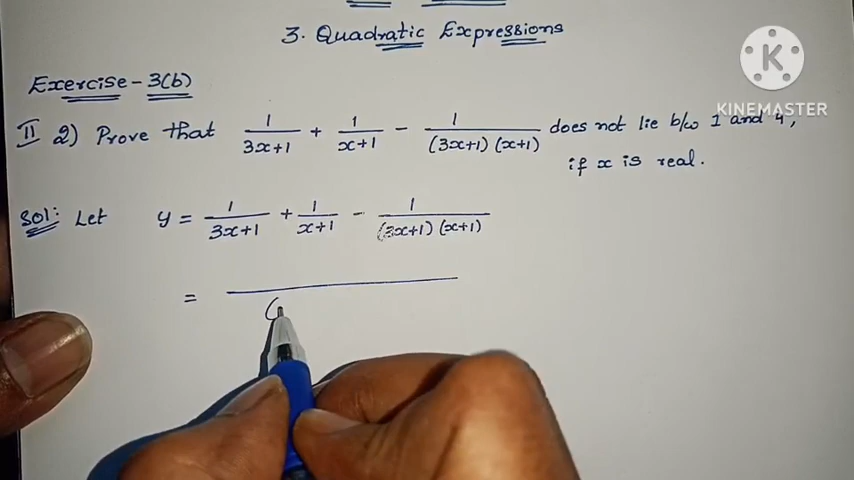 3. Quadratic Expressions
K
KINEMASTER
Exercise - 3(b)
II 2) Prove that 1/(3x+1) + 1/(x+1) - 1/((3x+1)(x+1)) does not lie b/w 1 and 4,
if x is real.
Sol: Let y = 1/(3x+1) + 1/(x+1) - 1/((3x+1)(x+1))
= (